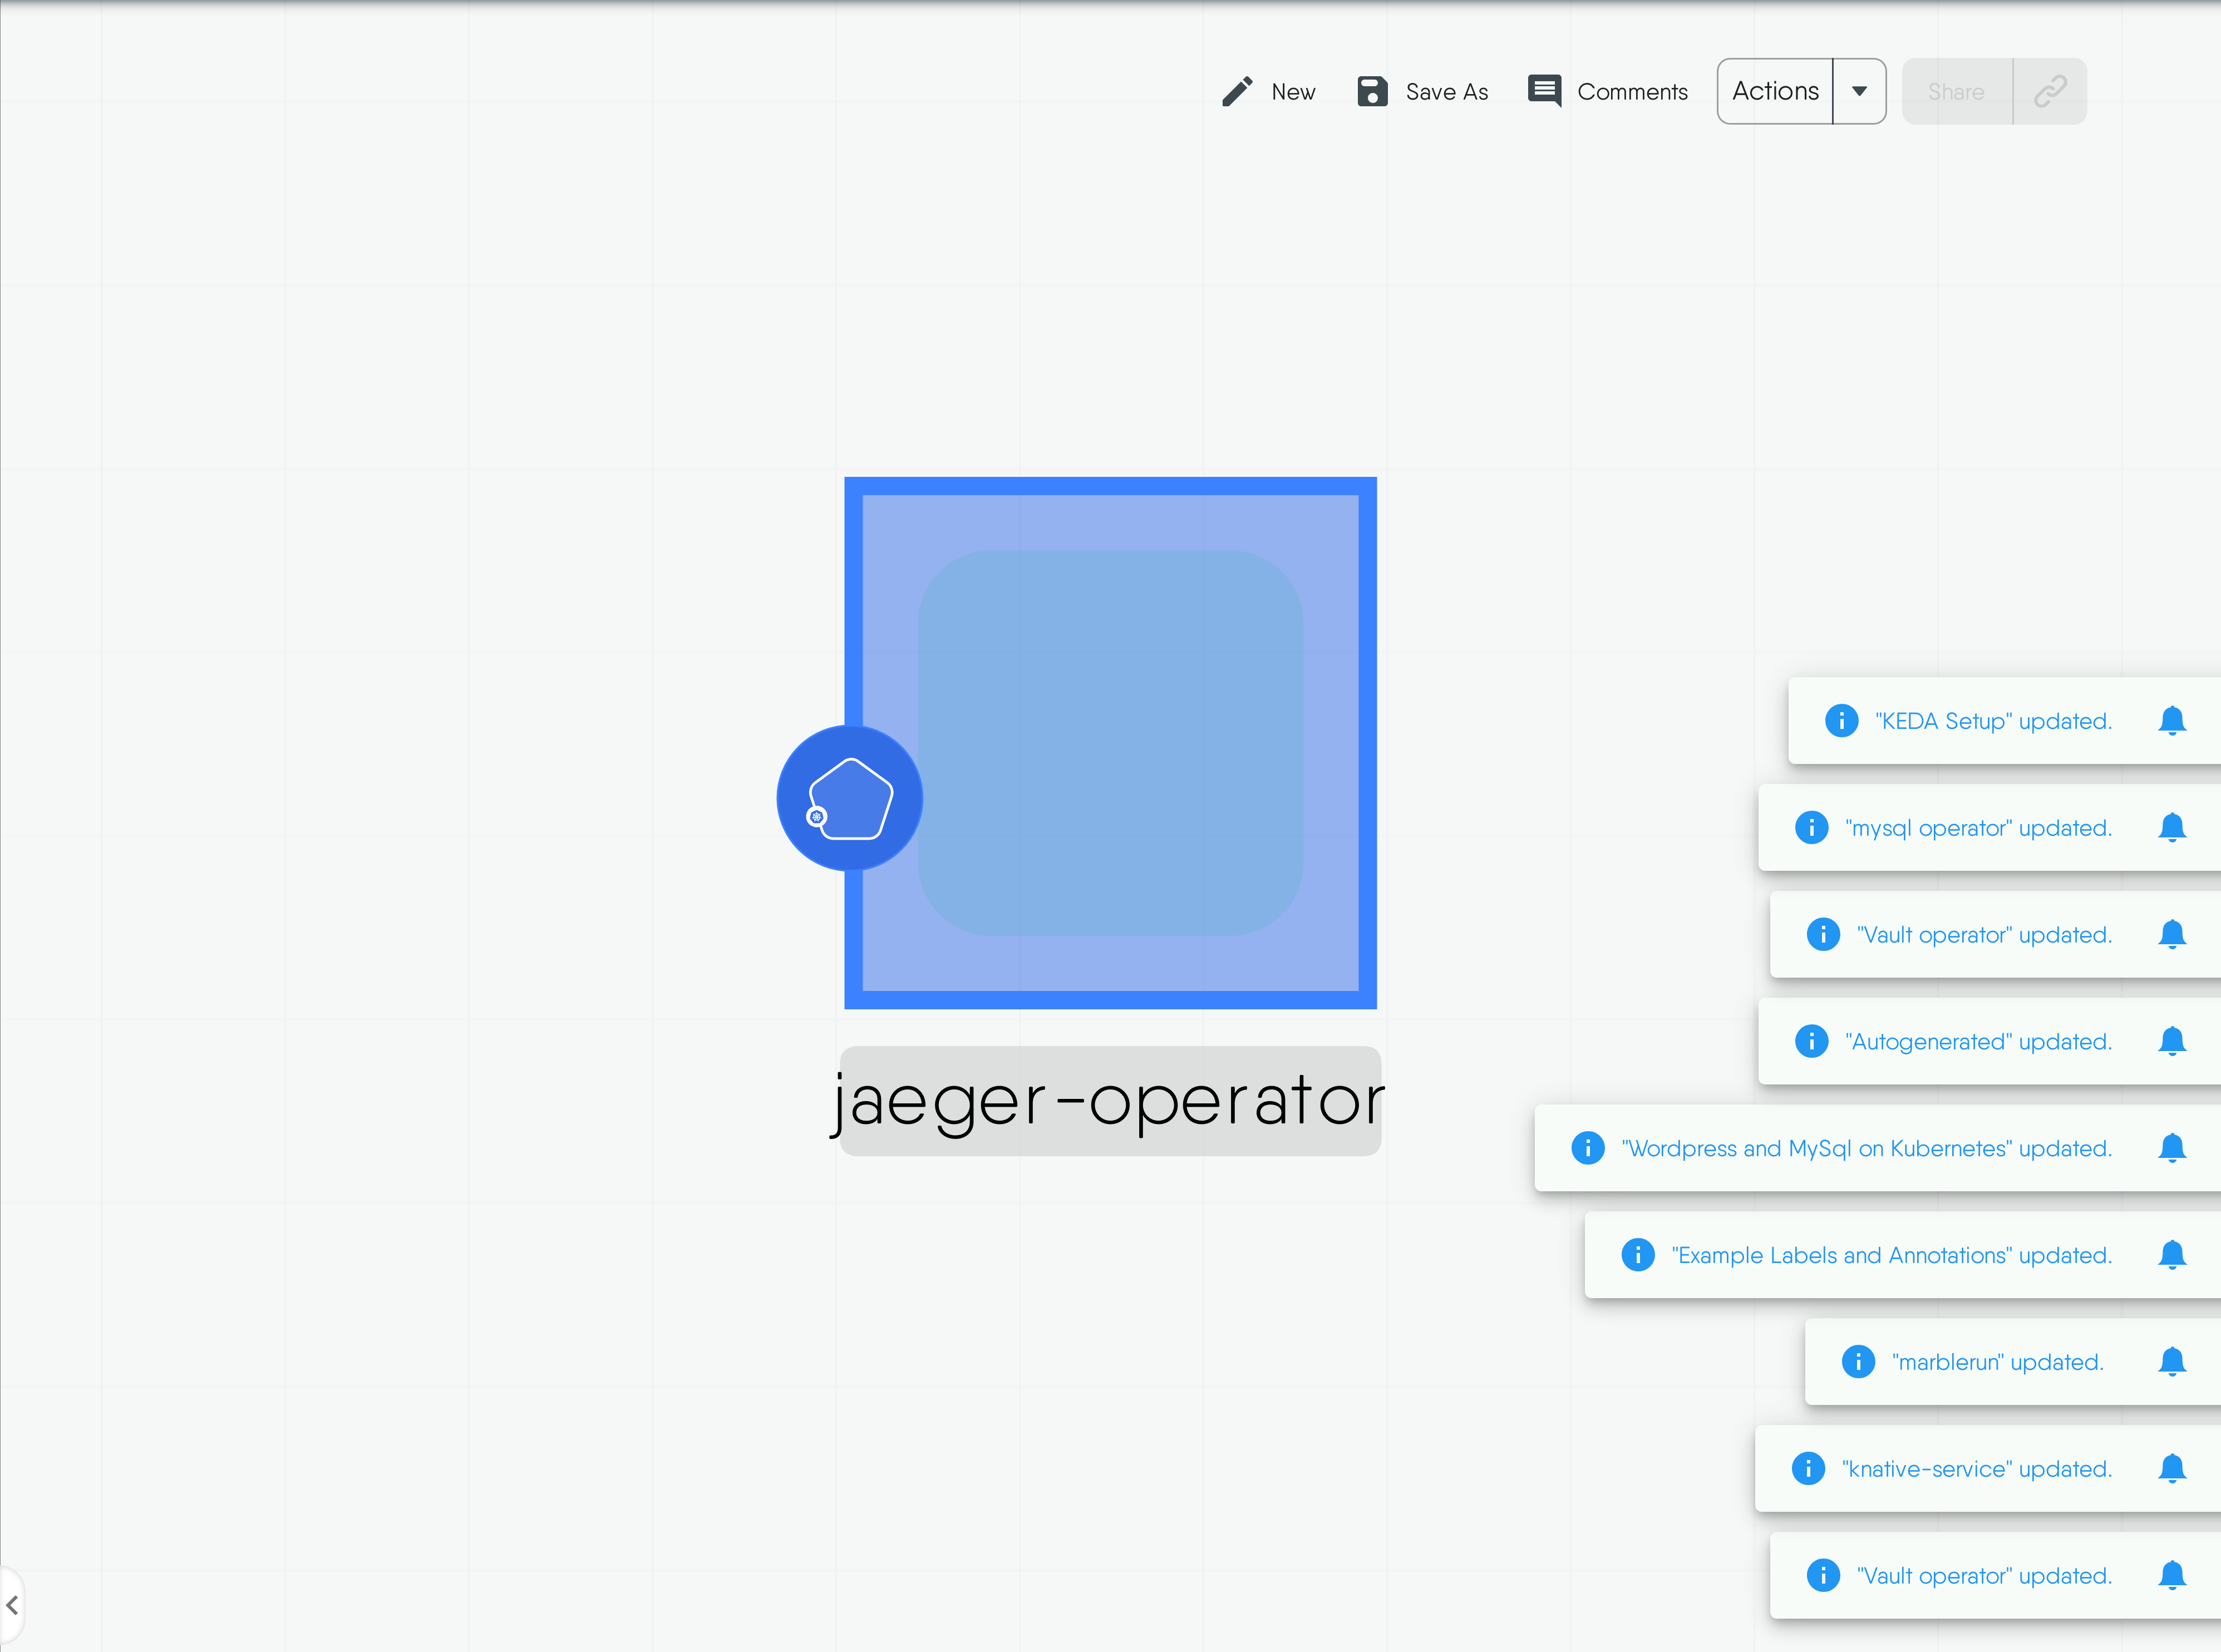 New
Save As
Comments
Actions
Share
jaeger-operator
"KEDA Setup" updated.
"mysql operator" updated.
"Vault operator" updated.
"Autogenerated" updated.
"Wordpress and MySql on Kubernetes" updated.
"Example Labels and Annotations" updated.
"marblerun" updated.
"knative-service" updated.
"Vault operator" updated.